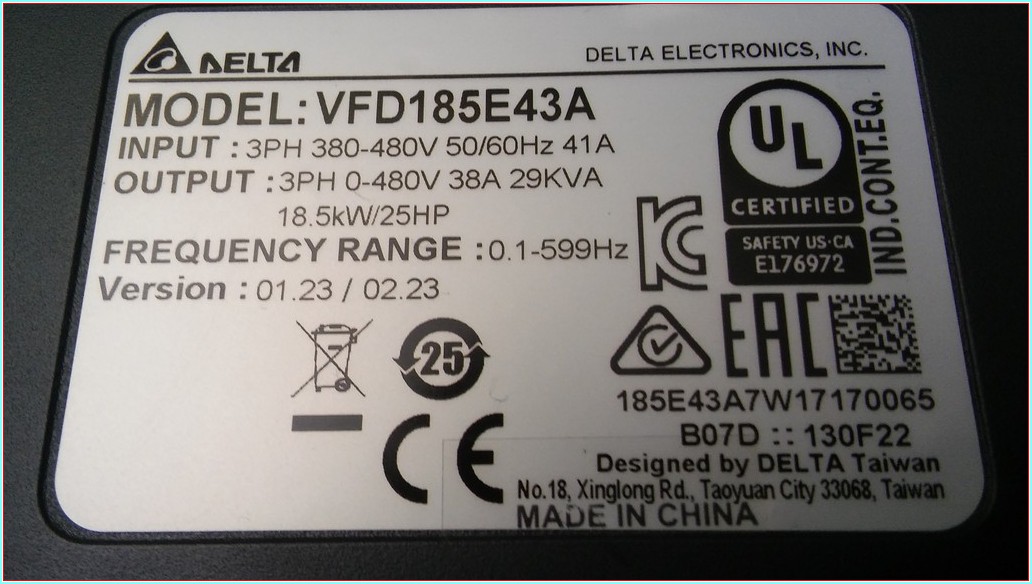 DELTA
DELTA ELECTRONICS, INC.
MODEL: VFD185E43A
INPUT : 3PH 380-480V 50/60Hz 41A
OUTPUT : 3PH 0-480V 38A 29KVA
18.5kW/25HP
FREQUENCY RANGE : 0.1-599Hz
Version : 01.23 / 02.23
UL
CERTIFIED
SAFETY US·CA
E176972
IND.CONT.EQ.
KC
25
EAC
CE
185E43A7W17170065
B07D :: 130F22
Designed by DELTA Taiwan
No.18, Xinglong Rd., Taoyuan City 33068, Taiwan
MADE IN CHINA